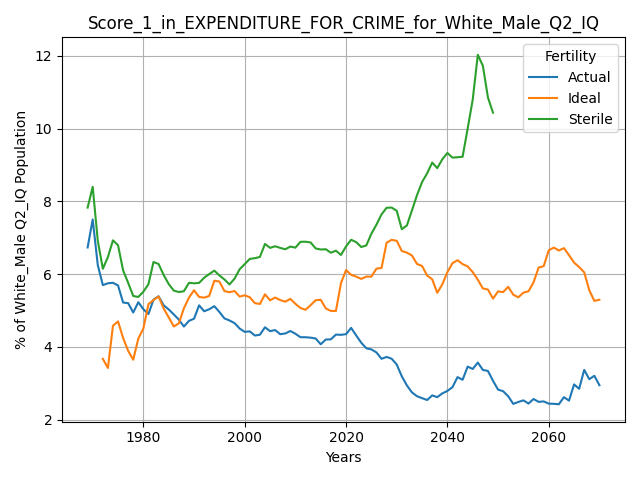 Score_1_in_EXPENDITURE_FOR_CRIME_for_White_Male_Q2_IQ
% of White_Male Q2_IQ Population
12
10
8
6
4
2
Fertility
Actual
Ideal
Sterile
1980
2000
2020
2040
2060
Years